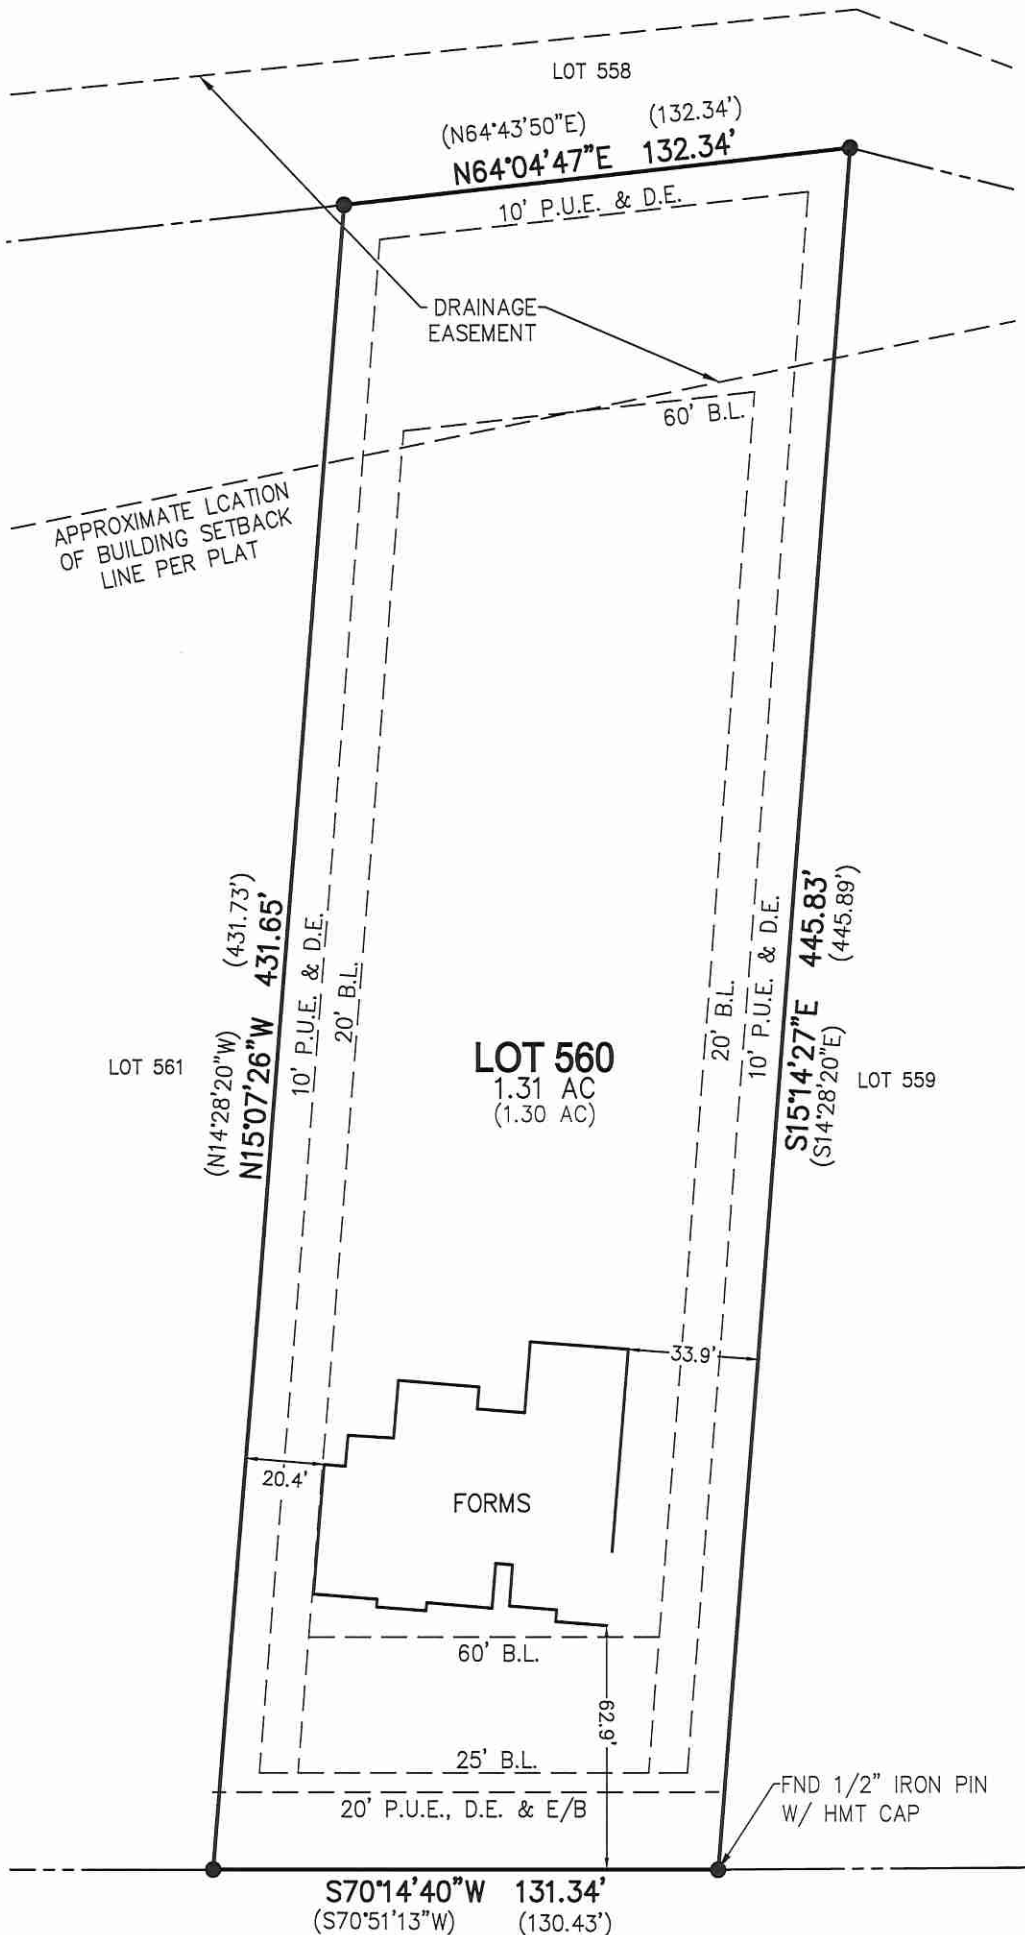 LOT 558
(N64°43'50"E) (132.34')
N64°04'47"E 132.34'
10' P.U.E. & D.E.
DRAINAGE
EASEMENT
60' B.L.
APPROXIMATE LCATION
OF BUILDING SETBACK
LINE PER PLAT
(N14°28'20"W) (431.73')
N15°07'26"W 431.65'
10' P.U.E. & D.E.
20' B.L.
LOT 561
LOT 560
1.31 AC
(1.30 AC)
20' B.L.
10' P.U.E. & D.E.
S15°14'27"E 445.83'
(S14°28'20"E) (445.89')
LOT 559
33.9'
20.4'
FORMS
60' B.L.
62.9'
25' B.L.
20' P.U.E., D.E. & E/B
FND 1/2" IRON PIN
W/ HMT CAP
S70°14'40"W 131.34'
(S70°51'13"W) (130.43')